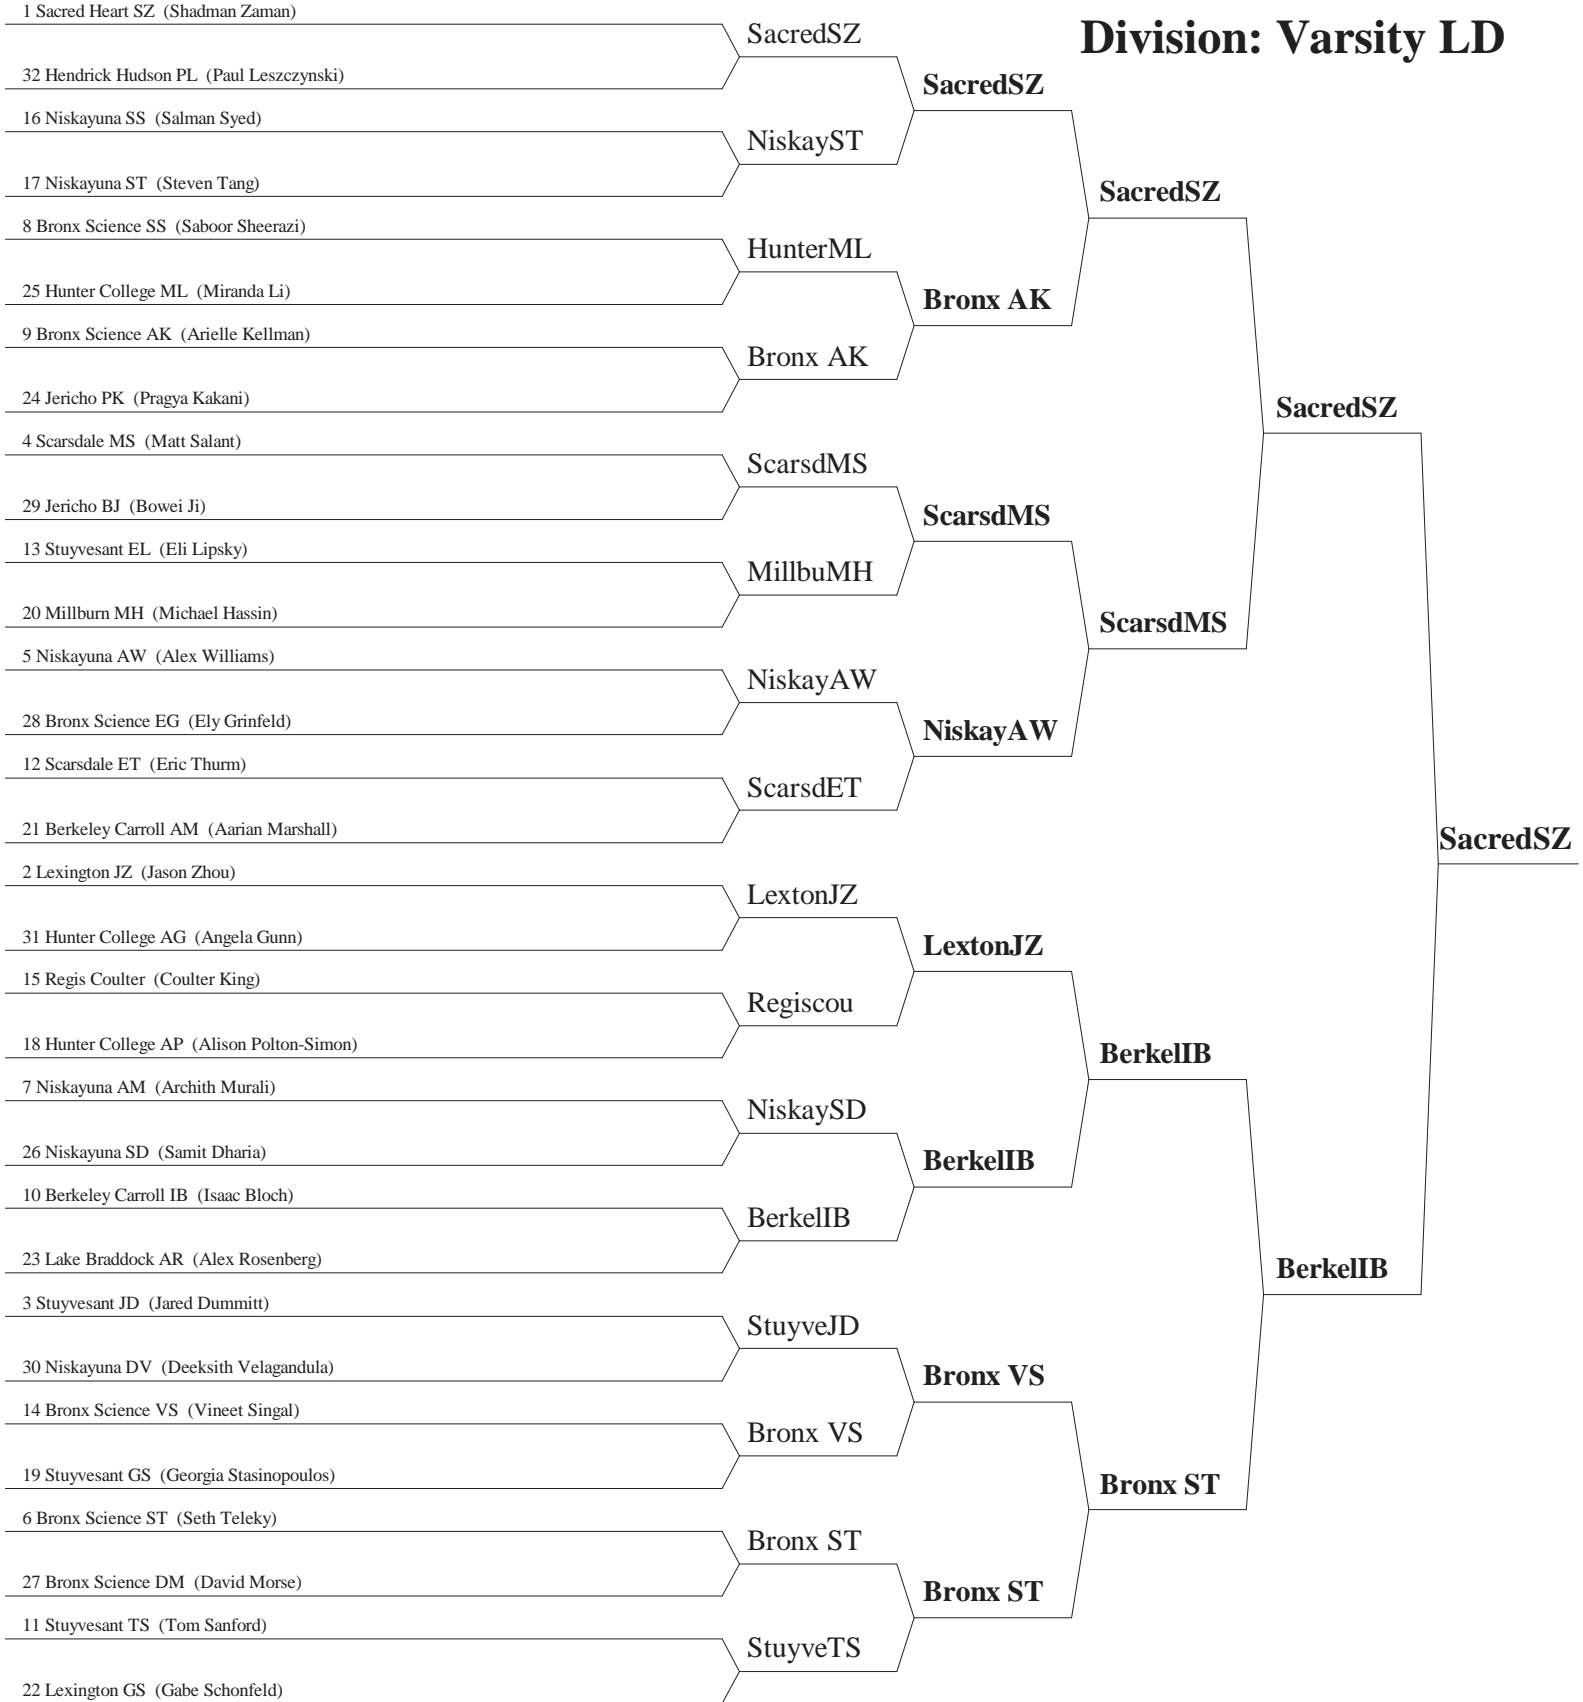 Division: Varsity LD
1 Sacred Heart SZ (Shadman Zaman)
32 Hendrick Hudson PL (Paul Leszczynski)
16 Niskayuna SS (Salman Syed)
17 Niskayuna ST (Steven Tang)
8 Bronx Science SS (Saboor Sheerazi)
25 Hunter College ML (Miranda Li)
9 Bronx Science AK (Arielle Kellman)
24 Jericho PK (Pragya Kakani)
4 Scarsdale MS (Matt Salant)
29 Jericho BJ (Bowei Ji)
13 Stuyvesant EL (Eli Lipsky)
20 Millburn MH (Michael Hassin)
5 Niskayuna AW (Alex Williams)
28 Bronx Science EG (Ely Grinfeld)
12 Scarsdale ET (Eric Thurm)
21 Berkeley Carroll AM (Aarian Marshall)
2 Lexington JZ (Jason Zhou)
31 Hunter College AG (Angela Gunn)
15 Regis Coulter (Coulter King)
18 Hunter College AP (Alison Polton-Simon)
7 Niskayuna AM (Archith Murali)
26 Niskayuna SD (Samit Dharia)
10 Berkeley Carroll IB (Isaac Bloch)
23 Lake Braddock AR (Alex Rosenberg)
3 Stuyvesant JD (Jared Dummitt)
30 Niskayuna DV (Deeksith Velagandula)
14 Bronx Science VS (Vineet Singal)
19 Stuyvesant GS (Georgia Stasinopoulos)
6 Bronx Science ST (Seth Teleky)
27 Bronx Science DM (David Morse)
11 Stuyvesant TS (Tom Sanford)
22 Lexington GS (Gabe Schonfeld)
SacredSZ
NiskayST
HunterML
Bronx AK
ScarsdMS
MillbuMH
NiskayAW
ScarsdET
LextonJZ
Regiscou
NiskaySD
BerkelIB
StuyveJD
Bronx VS
Bronx ST
StuyveTS
SacredSZ
Bronx AK
ScarsdMS
NiskayAW
LextonJZ
BerkelIB
Bronx VS
Bronx ST
SacredSZ
ScarsdMS
BerkelIB
Bronx ST
SacredSZ
BerkelIB
SacredSZ